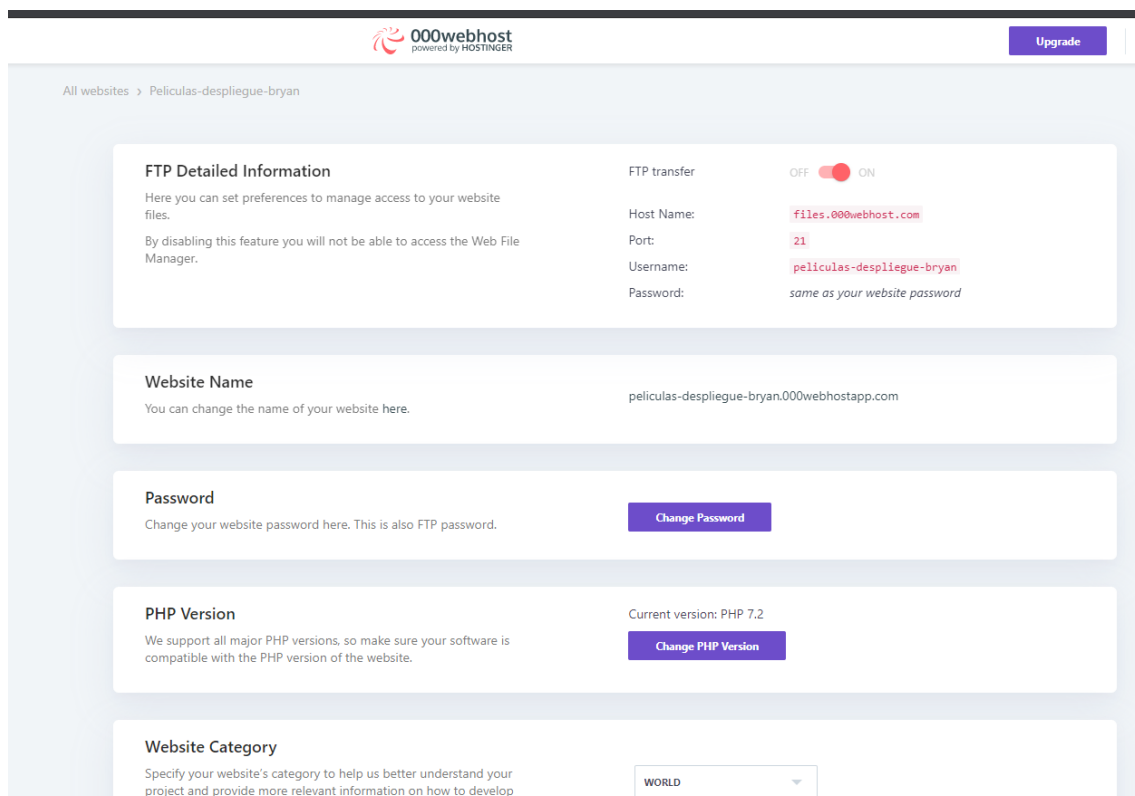 000webhost
powered by HOSTINGER
Upgrade
All websites › Peliculas-despliegue-bryan
FTP Detailed Information
Here you can set preferences to manage access to your website
files.
By disabling this feature you will not be able to access the Web File
Manager.
FTP transfer
OFF ON
Host Name: files.000webhost.com
Port: 21
Username: peliculas-despliegue-bryan
Password: same as your website password
Website Name
You can change the name of your website here.
peliculas-despliegue-bryan.000webhostapp.com
Password
Change your website password here. This is also FTP password.
Change Password
PHP Version
We support all major PHP versions, so make sure your software is
compatible with the PHP version of the website.
Current version: PHP 7.2
Change PHP Version
Website Category
Specify your website's category to help us better understand your
project and provide more relevant information on how to develop
WORLD